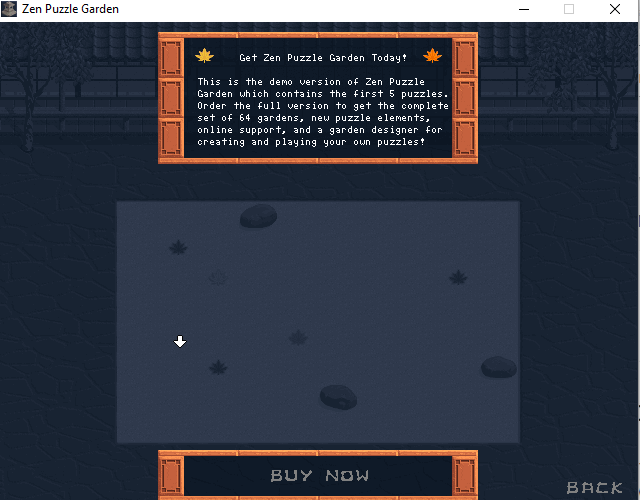 Zen Puzzle Garden
Get Zen Puzzle Garden Today!
This is the demo version of Zen Puzzle
Garden which contains the first 5 puzzles.
Order the full version to get the complete
set of 64 gardens, new puzzle elements,
online support, and a garden designer for
creating and playing your own puzzles!
BUY NOW
BACK